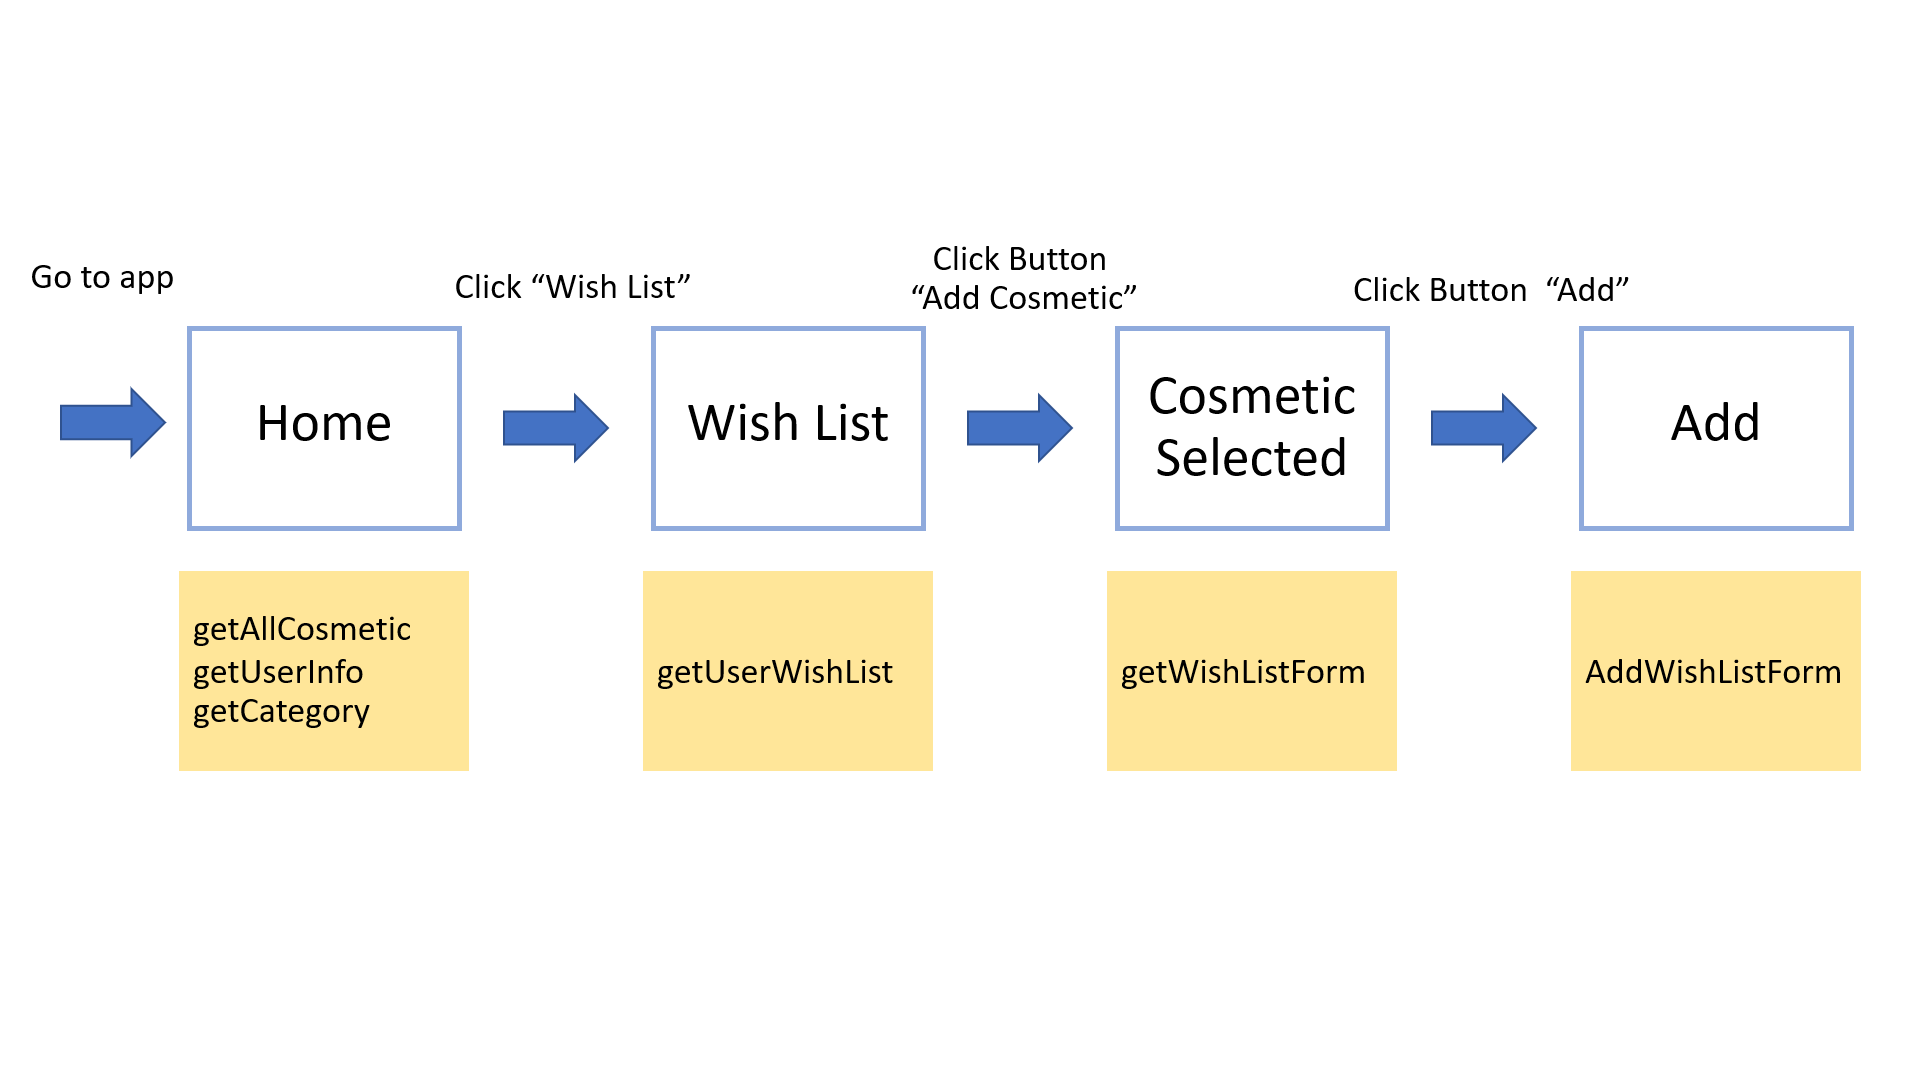 Go to app
Click “Wish List”
Click Button
“Add Cosmetic”
Click Button  “Add”
Home
Wish List
Cosmetic
Selected
Add
getAllCosmetic
getUserInfo
getCategory
getUserWishList
getWishListForm
AddWishListForm